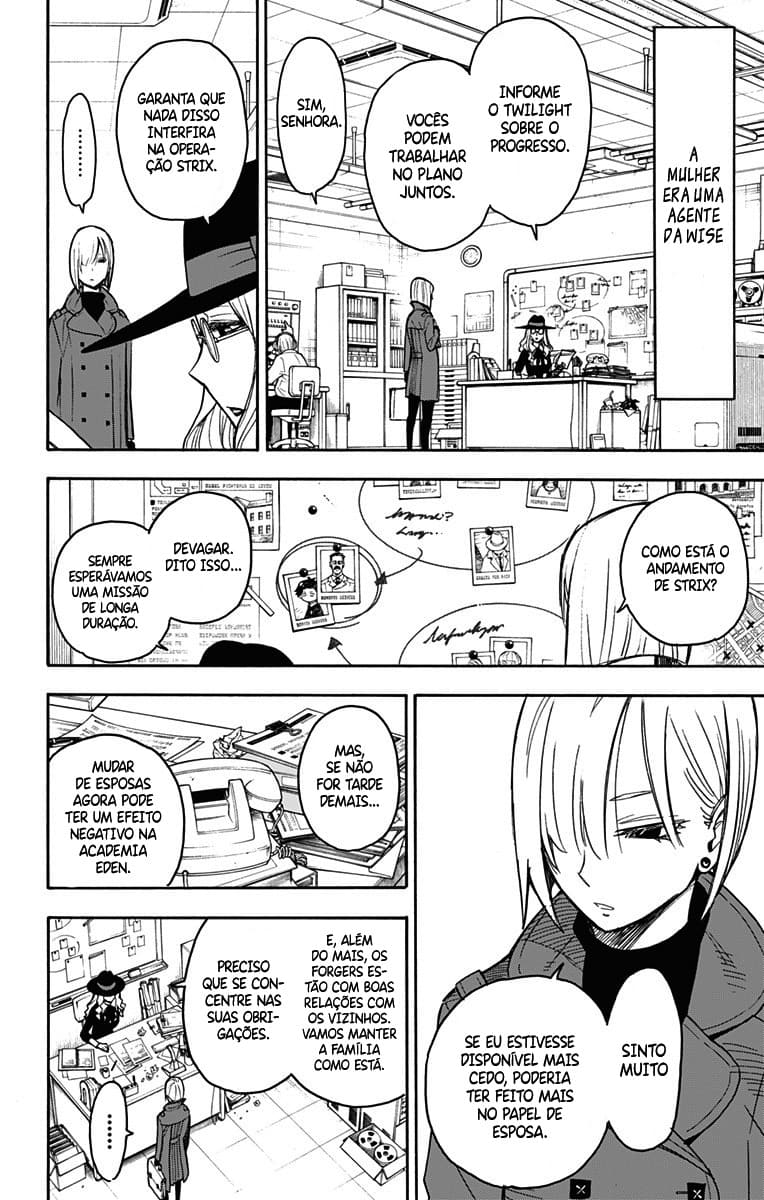 A
MULHER
ERA UMA
AGENTE
DA WISE
INFORME
O TWILIGHT
SOBRE O
PROGRESSO.
VOCÊS
PODEM
TRABALHAR
NO PLANO
JUNTOS.
SIM,
SENHORA.
GARANTA QUE
NADA DISSO
INTERFIRA
NA OPERA-
ÇÃO STRIX.
........
COMO ESTÁ O
ANDAMENTO
DE STRIX?
DEVAGAR.
DITO ISSO...
SEMPRE
ESPERÁVAMOS
UMA MISSÃO
DE LONGA
DURAÇÃO.
SINTO
MUITO
SE EU ESTIVESSE
DISPONÍVEL MAIS
CEDO, PODERIA
TER FEITO MAIS
NO PAPEL DE
ESPOSA.
MAS,
SE NÃO
FOR TARDE
DEMAIS...
MUDAR
DE ESPOSAS
AGORA PODE
TER UM EFEITO
NEGATIVO NA
ACADEMIA
EDEN.
E, ALÉM
DO MAIS, OS
FORGERS ES-
TÃO COM BOAS
RELAÇÕES COM
OS VIZINHOS.
VAMOS MANTER
A FAMÍLIA
COMO ESTÁ.
PRECISO
QUE SE CON-
CENTRE NAS
SUAS OBRI-
GAÇÕES.
........